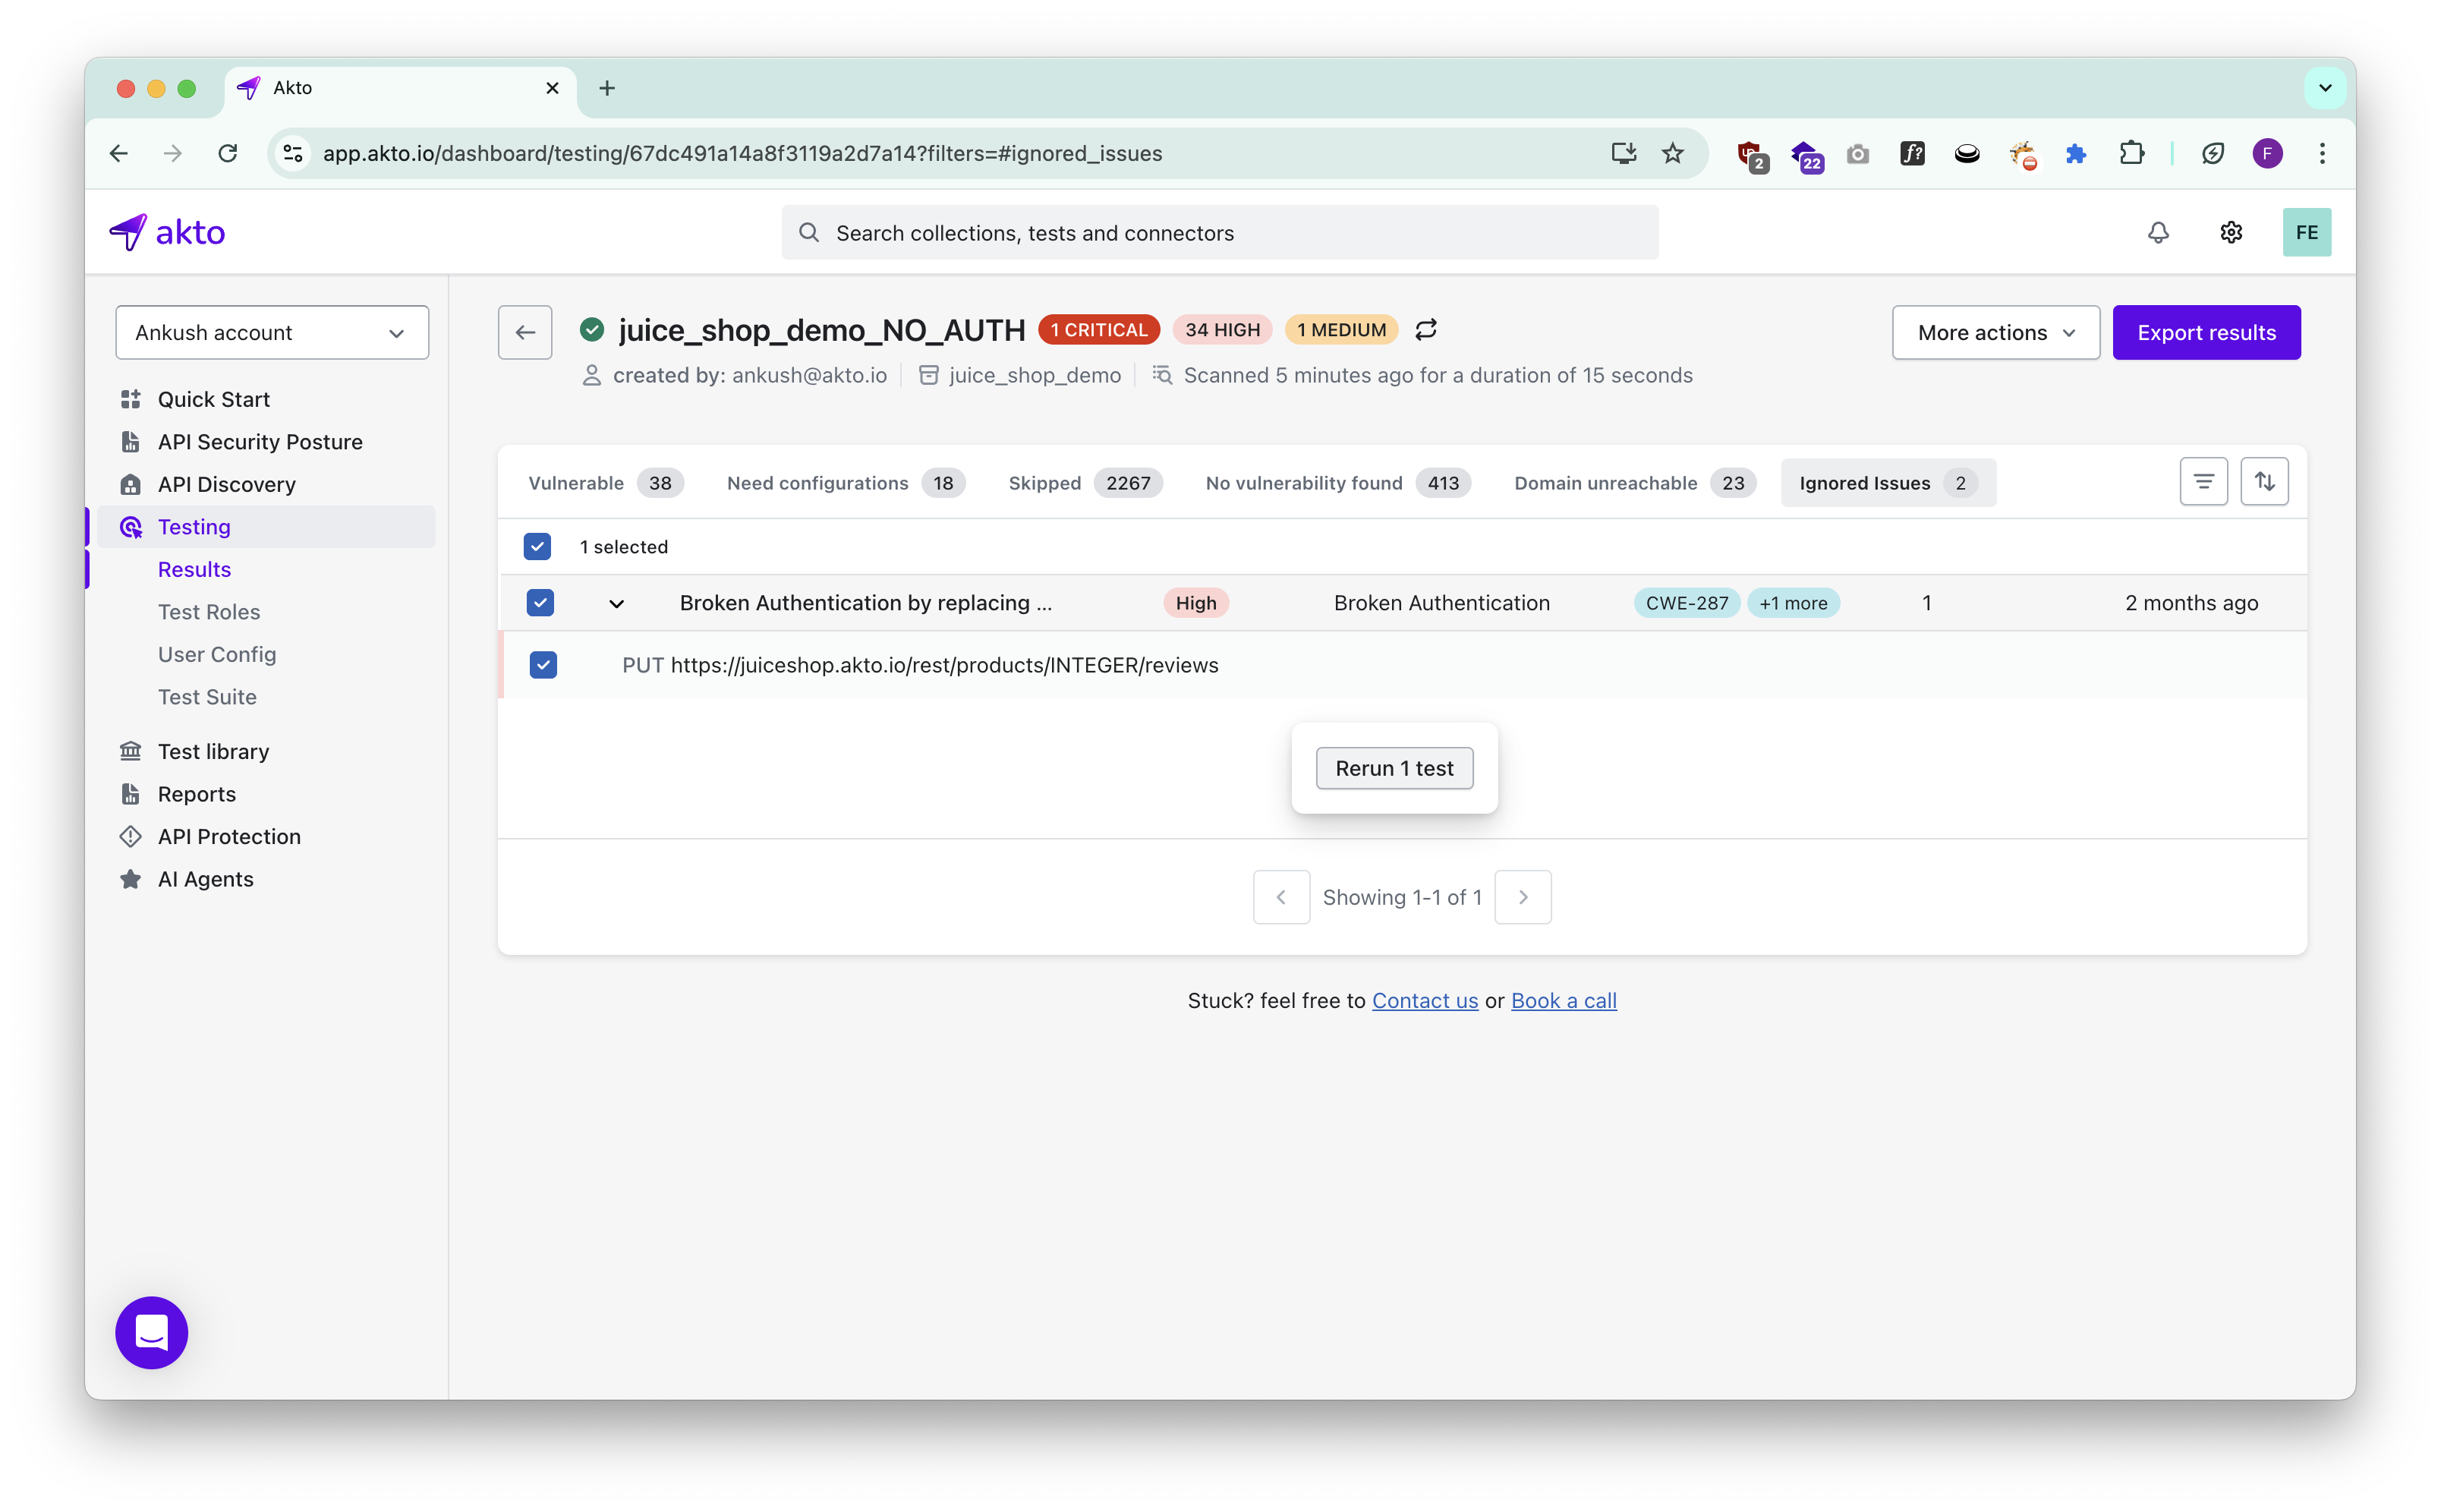 Akto
app.akto.io/dashboard/testing/67dc491a14a8f3119a2d7a14?filters=#ignored_issues
2
22
f?
F
akto
Search collections, tests and connectors
FE
Ankush account
Quick Start
API Security Posture
API Discovery
Testing
Results
Test Roles
User Config
Test Suite
Test library
Reports
API Protection
AI Agents
juice_shop_demo_NO_AUTH 1 CRITICAL 34 HIGH 1 MEDIUM
More actions
Export results
created by: ankush@akto.io juice_shop_demo Scanned 5 minutes ago for a duration of 15 seconds
Vulnerable 38 Need configurations 18 Skipped 2267 No vulnerability found 413 Domain unreachable 23 Ignored Issues 2
1 selected
Broken Authentication by replacing ... High Broken Authentication CWE-287 +1 more 1 2 months ago
PUT https://juiceshop.akto.io/rest/products/INTEGER/reviews
Rerun 1 test
Showing 1-1 of 1
Stuck? feel free to Contact us or Book a call